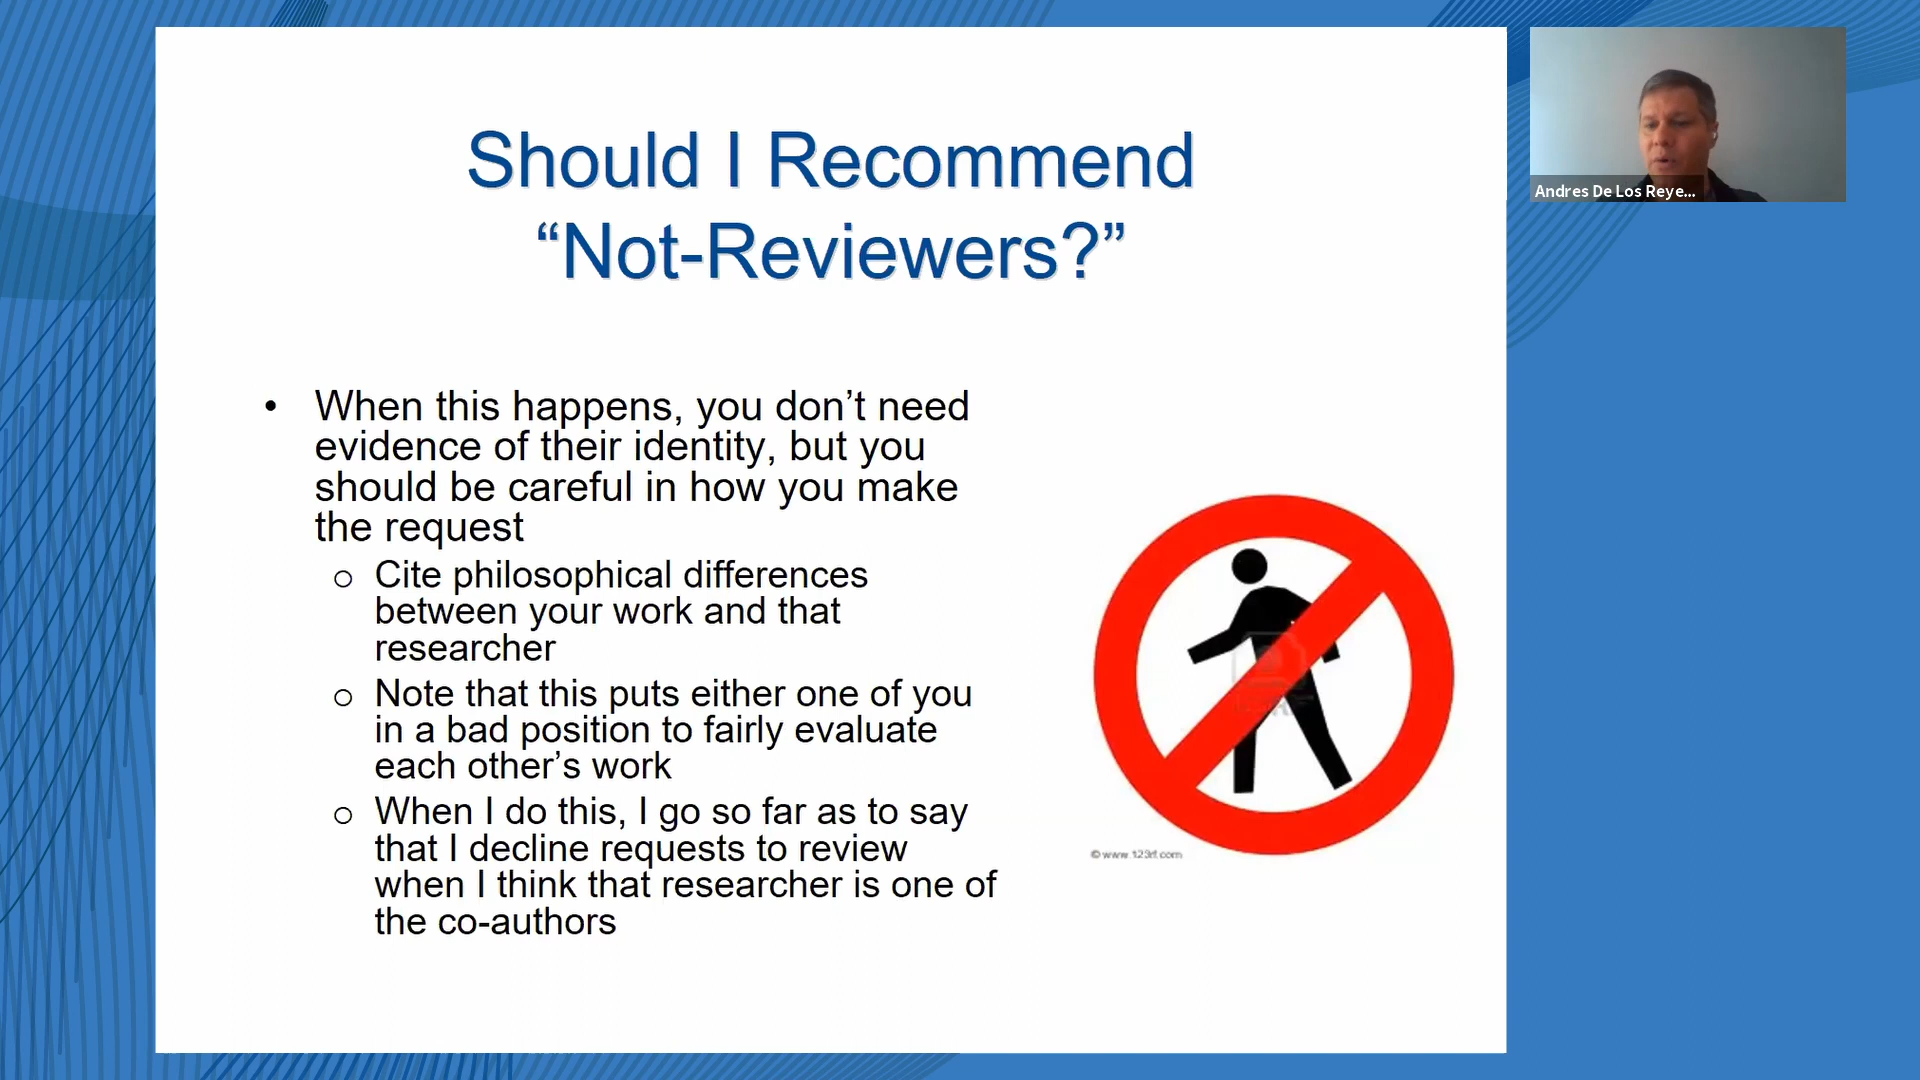 Should I Recommend
“Not-Reviewers?”
• When this happens, you don’t need
evidence of their identity, but you
should be careful in how you make
the request
o Cite philosophical differences
between your work and that
researcher
o Note that this puts either one of you
in a bad position to fairly evaluate
each other’s work
o When I do this, I go so far as to say
that I decline requests to review
when I think that researcher is one of
the co-authors
© www.123rf.com
Andres De Los Reye...